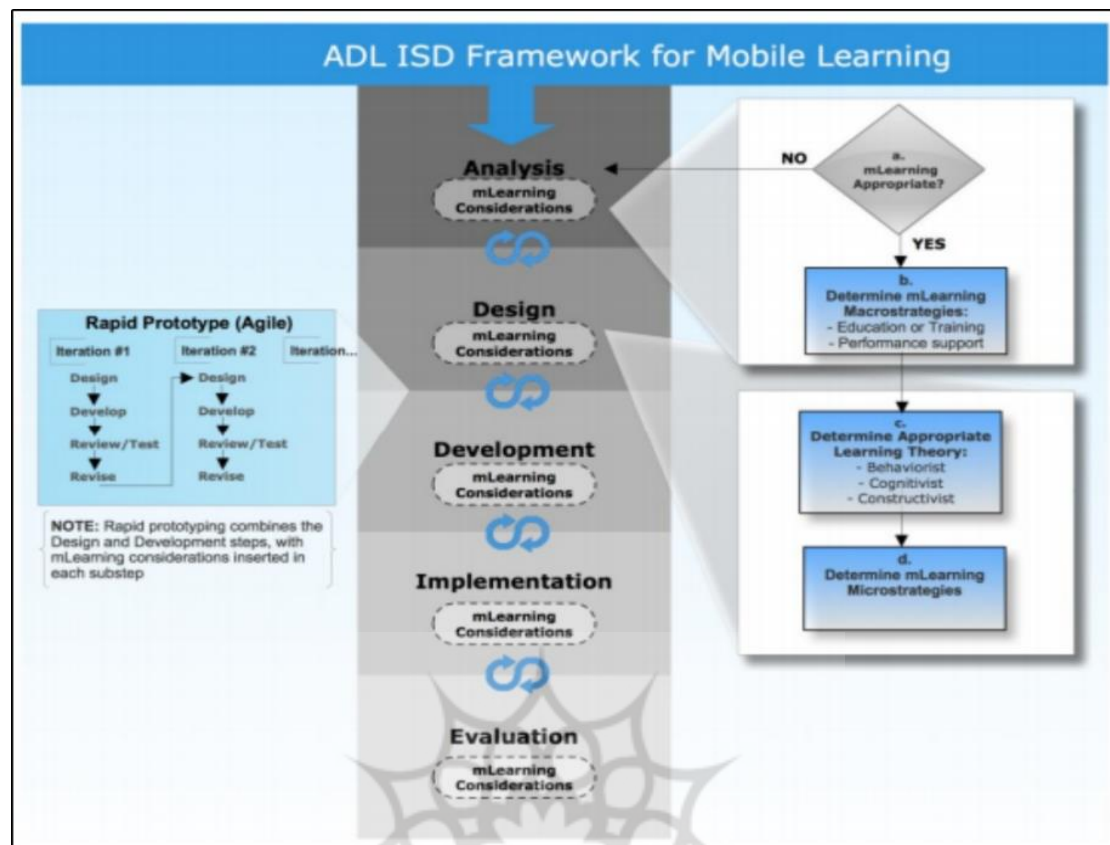 ADL ISD Framework for Mobile Learning
Analysis
mLearning
Considerations
Design
mLearning
Considerations
Development
mLearning
Considerations
Implementation
mLearning
Considerations
Evaluation
mLearning
Considerations
Rapid Prototype (Agile)
Iteration #1
Iteration #2
Iteration...
Design
Develop
Review/Test
Revise
Design
Develop
Review/Test
Revise
NOTE: Rapid prototyping combines the
Design and Development steps, with
mLearning considerations inserted in
each substep
NO
a.
mLearning
Appropriate?
YES
b.
Determine mLearning
Macrostrategies:
- Education or Training
- Performance support
c.
Determine Appropriate
Learning Theory:
- Behaviorist
- Cognitivist
- Constructivist
d.
Determine mLearning
Microstrategies